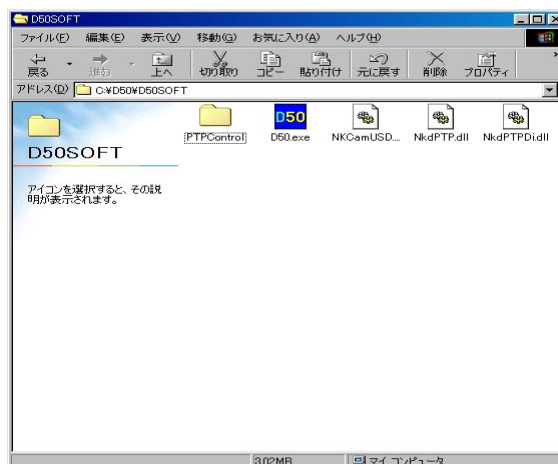 D50SOFT
ファイル(F) 編集(E) 表示(V) 移動(G) お気に入り(A) ヘルプ(H)
戻る 進む 上へ 切り取り コピー 貼り付け 元に戻す 削除 プロパティ
アドレス(D) C:¥D50¥D50SOFT
PTPControl D50.exe NKCamUSD... NkdPTP.dll NkdPTPDi.dll
D50
D50SOFT
アイコンを選択すると、その説
明が表示されます。
3.02MB マイ コンピュータ